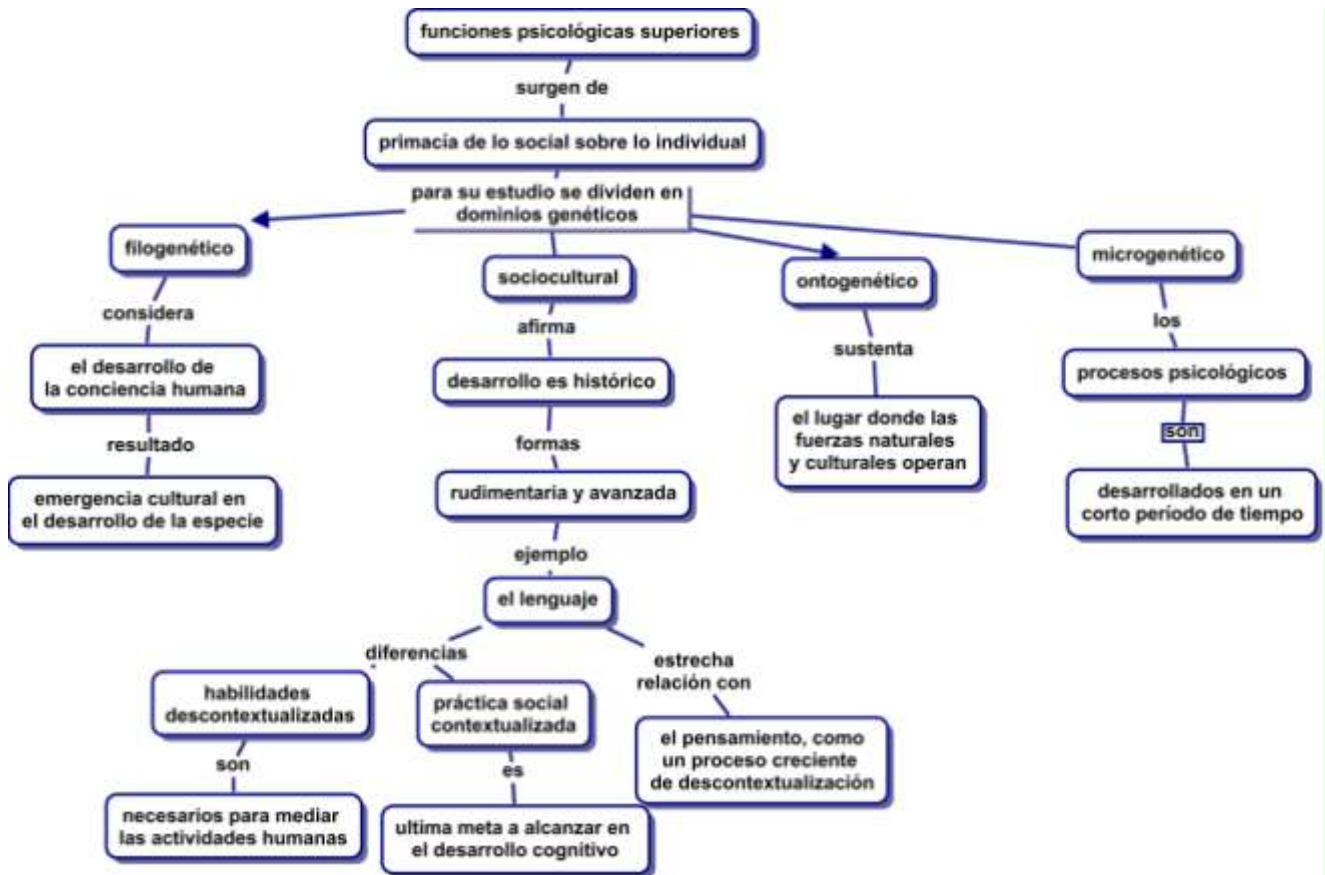 funciones psicológicas superiores
surgen de
primacía de lo social sobre lo individual
para su estudio se dividen en
dominios genéticos
filogenético
considera
el desarrollo de
la conciencia humana
resultado
emergencia cultural en
el desarrollo de la especie
sociocultural
afirma
desarrollo es histórico
formas
rudimentaria y avanzada
ejemplo
el lenguaje
diferencias
habilidades
descontextualizadas
son
necesarios para mediar
las actividades humanas
práctica social
contextualizada
es
ultima meta a alcanzar en
el desarrollo cognitivo
estrecha
relación con
el pensamiento, como
un proceso creciente
de descontextualización
ontogenético
sustenta
el lugar donde las
fuerzas naturales
y culturales operan
microgenético
los
procesos psicológicos
son
desarrollados en un
corto período de tiempo